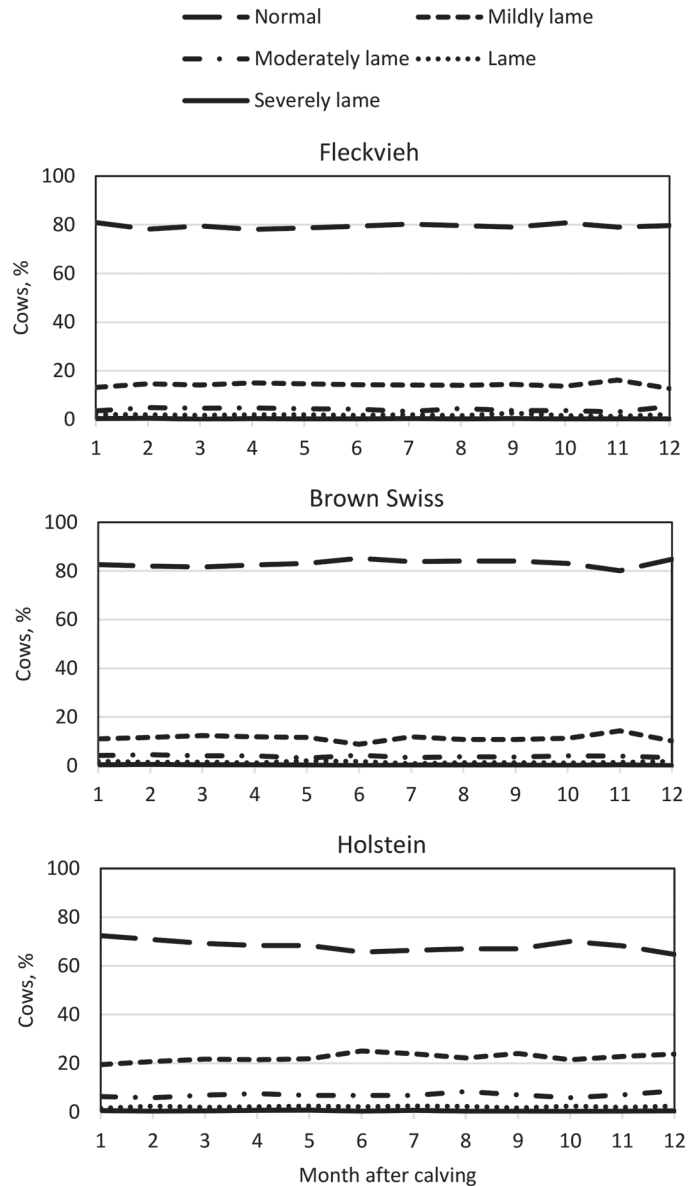 Normal Mildly lame
Moderately lame Lame
Severely lame
Fleckvieh
100
80
60
40
20
0
Cows, %
1 2 3 4 5 6 7 8 9 10 11 12
Brown Swiss
100
80
60
40
20
0
Cows, %
1 2 3 4 5 6 7 8 9 10 11 12
Holstein
100
80
60
40
20
0
Cows, %
1 2 3 4 5 6 7 8 9 10 11 12
Month after calving